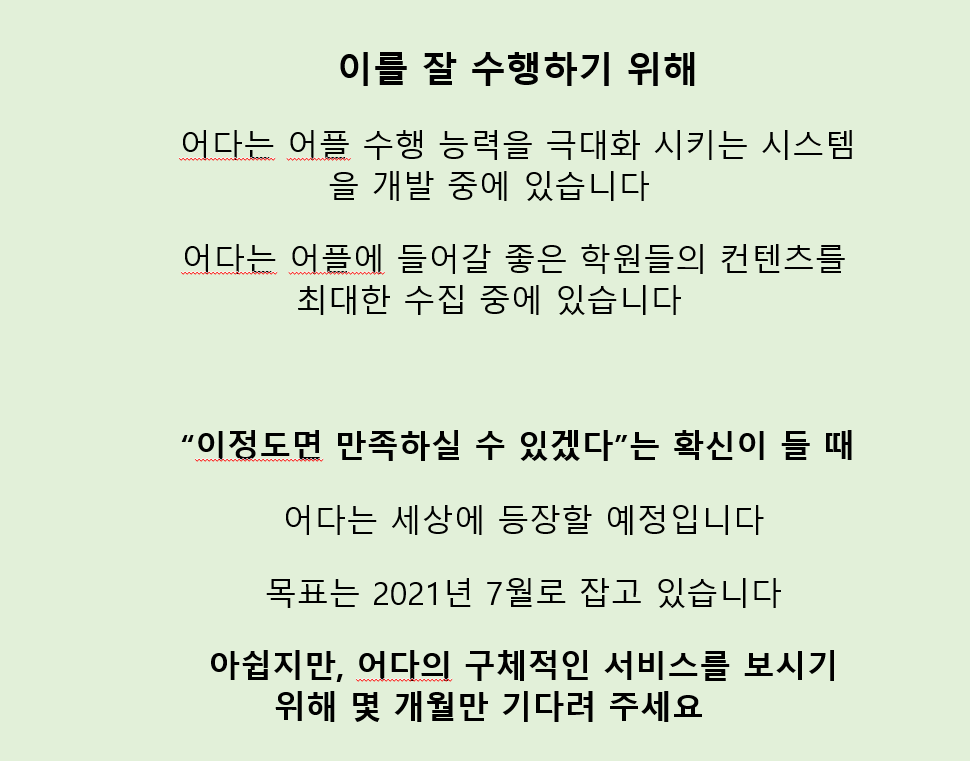 이를 잘 수행하기 위해
어다는 어플 수행 능력을 극대화 시키는 시스템
을 개발 중에 있습니다
어다는 어플에 들어갈 좋은 학원들의 컨텐츠를
최대한 수집 중에 있습니다
“이정도면 만족하실 수 있겠다”는 확신이 들 때
어다는 세상에 등장할 예정입니다
목표는 2021년 7월로 잡고 있습니다
아쉽지만, 어다의 구체적인 서비스를 보시기
위해 몇 개월만 기다려 주세요